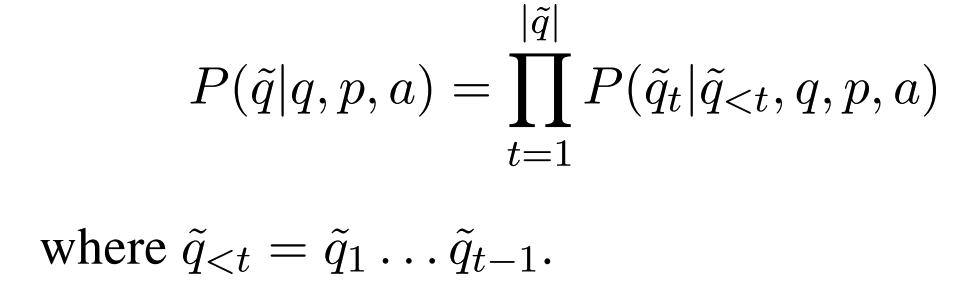 P(q̃|q, p, a) = ∏_{t=1}^{|q̃|} P(q̃_t|q̃_{<t}, q, p, a)
where q̃_{<t} = q̃_1 … q̃_{t−1}.